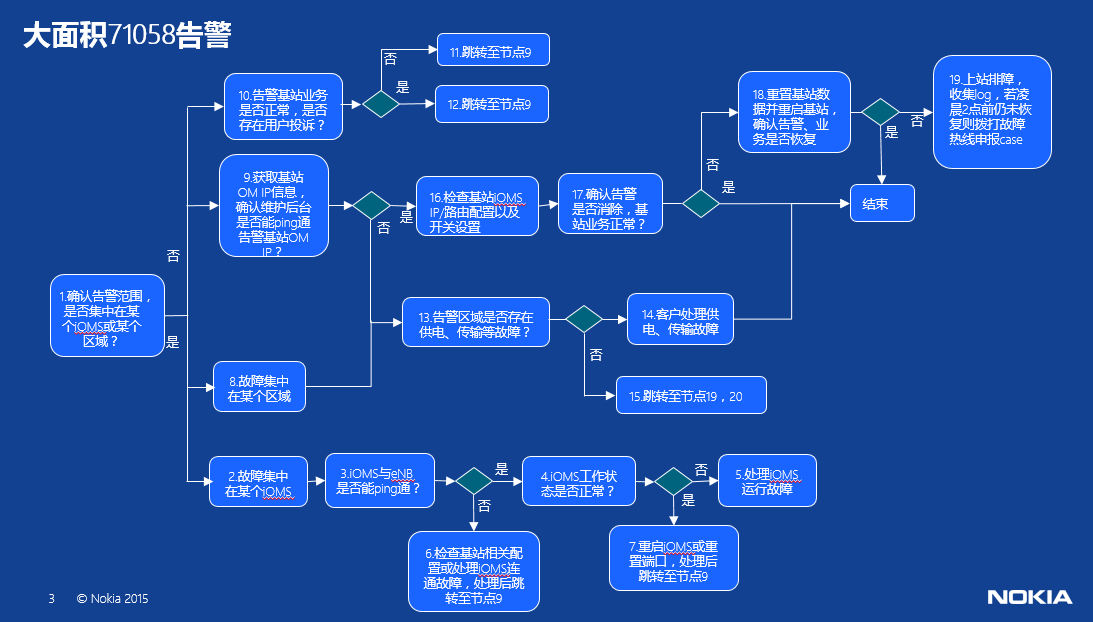 大面积71058告警
否
11.跳转至节点9
10.告警基站业务
是否正常，是否
存在用户投诉？
是
12.跳转至节点9
18.重置基站数
据并重启基站，
确认告警、业
务是否恢复
否
是
19.上站排障，
收集log，若凌
晨2点前仍未恢
复则拨打故障
热线申报case
9.获取基站
OM IP信息，
确认维护后台
是否能ping通
告警基站OM
IP？
是
否
16.检查基站iOMS
IP/路由配置以及
开关设置
17.确认告警
是否消除，基
站业务正常？
否
是
结束
否
1.确认告警范围，
是否集中在某
个iOMS或某个
区域？
是
13.告警区域是否存在
供电、传输等故障？
14.客户处理供
电、传输故障
否
15.跳转至节点19，20
8.故障集中
在某个区域
2.故障集中
在某个iOMS
3.iOMS与eNB
是否能ping通？
是
否
4.iOMS工作状
态是否正常？
否
是
5.处理iOMS
运行故障
6.检查基站相关配
置或处理iOMS连
通故障，处理后跳
转至节点9
7.重启iOMS或重
置端口，处理后
跳转至节点9
3
© Nokia 2015
NOKIA